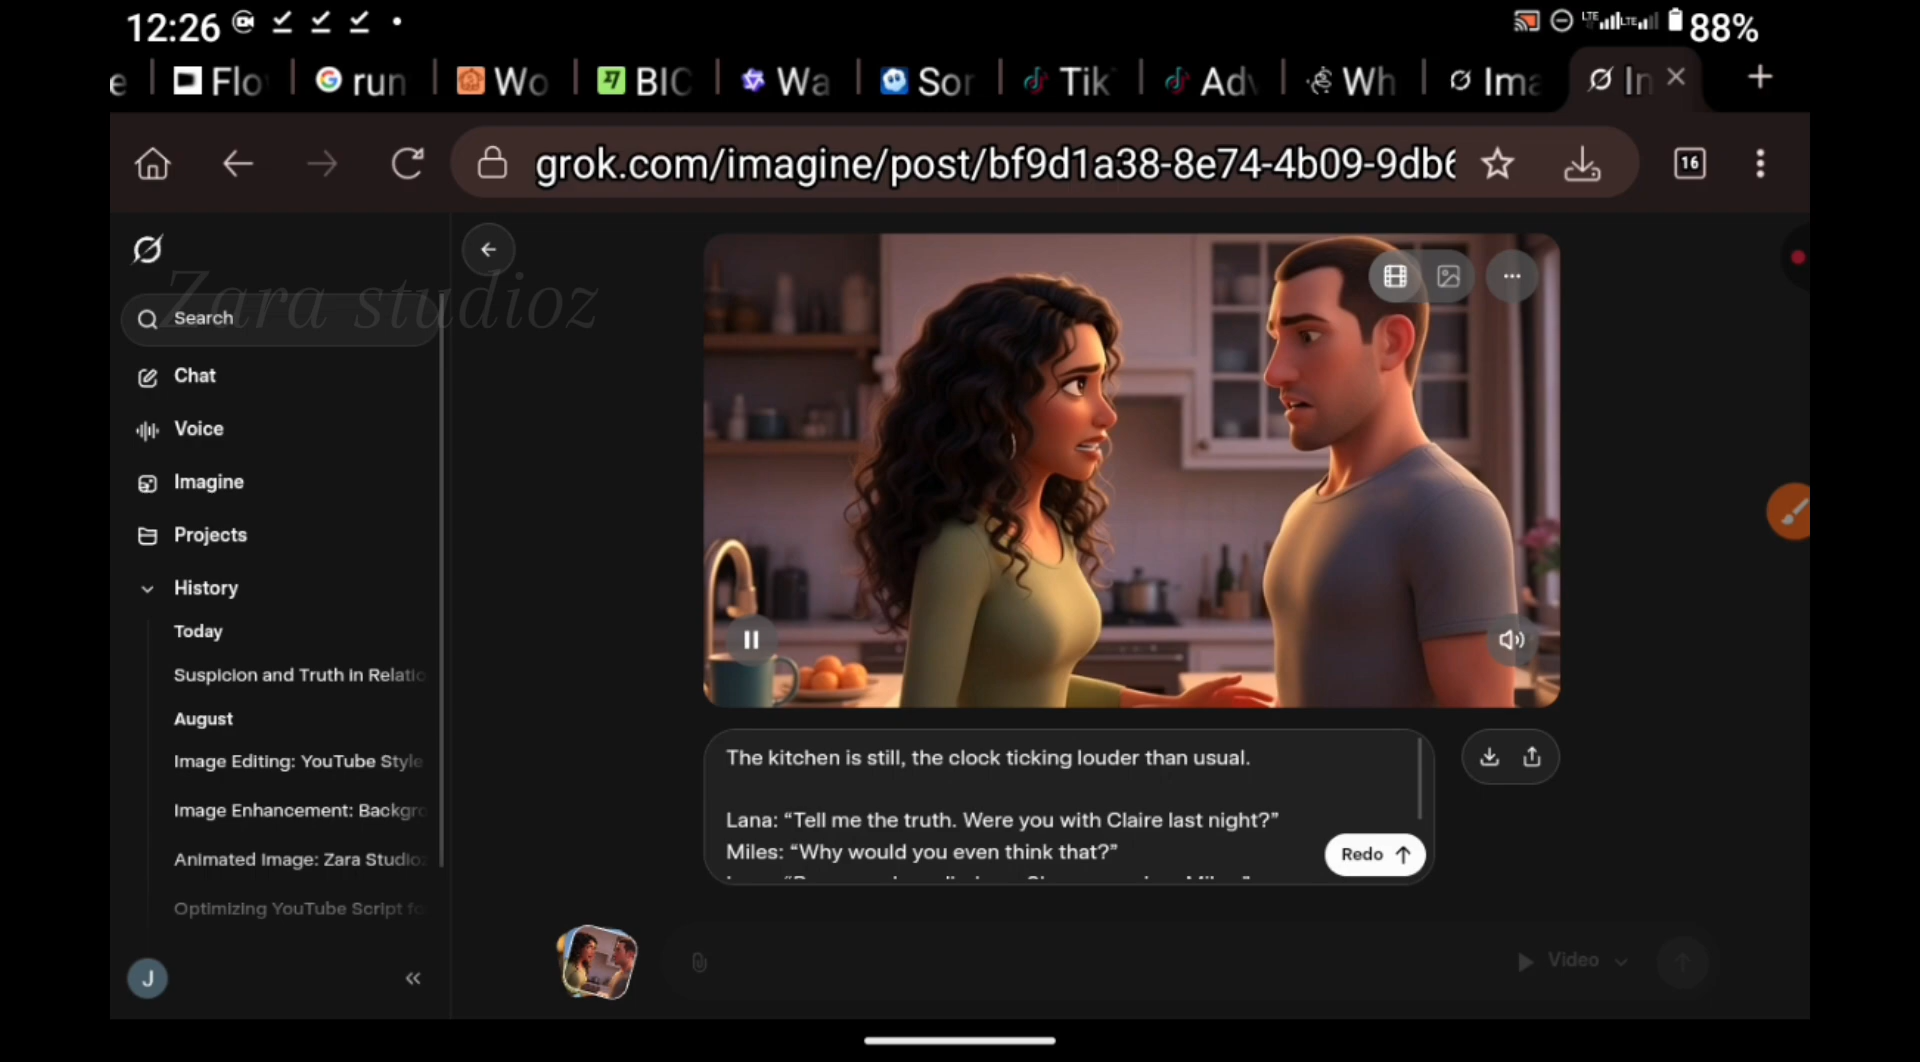 12:26
88%
e
Flo
run
Wo
BIC
Wa
Sor
Tik
Adv
Wh
Ima
In
grok.com/imagine/post/bf9d1a38-8e74-4b09-9db6
16
Zara studioz
Search
Chat
Voice
Imagine
Projects
History
Today
Suspicion and Truth in Relatio
August
Image Editing: YouTube Style
Image Enhancement: Backgro
Animated Image: Zara Studioz
Optimizing YouTube Script fo
J
The kitchen is still, the clock ticking louder than usual.
Lana: “Tell me the truth. Were you with Claire last night?”
Miles: “Why would you even think that?”
Redo
Video